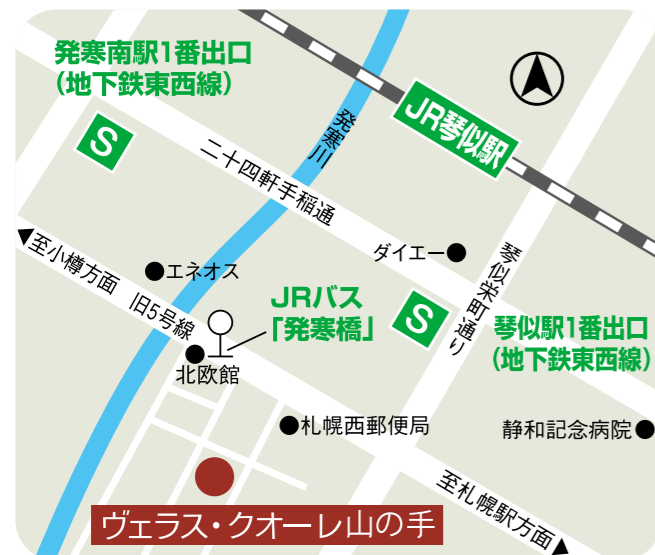 発寒南駅1番出口
(地下鉄東西線)
S
発寒川
JR琴似駅
二十四軒手稲通
ダイエー
琴似栄町通り
至小樽方面 旧5号線
エネオス
JRバス
「発寒橋」
S
琴似駅1番出口
(地下鉄東西線)
北欧館
札幌西郵便局
静和記念病院
至札幌駅方面
ヴェラス・クオーレ山の手